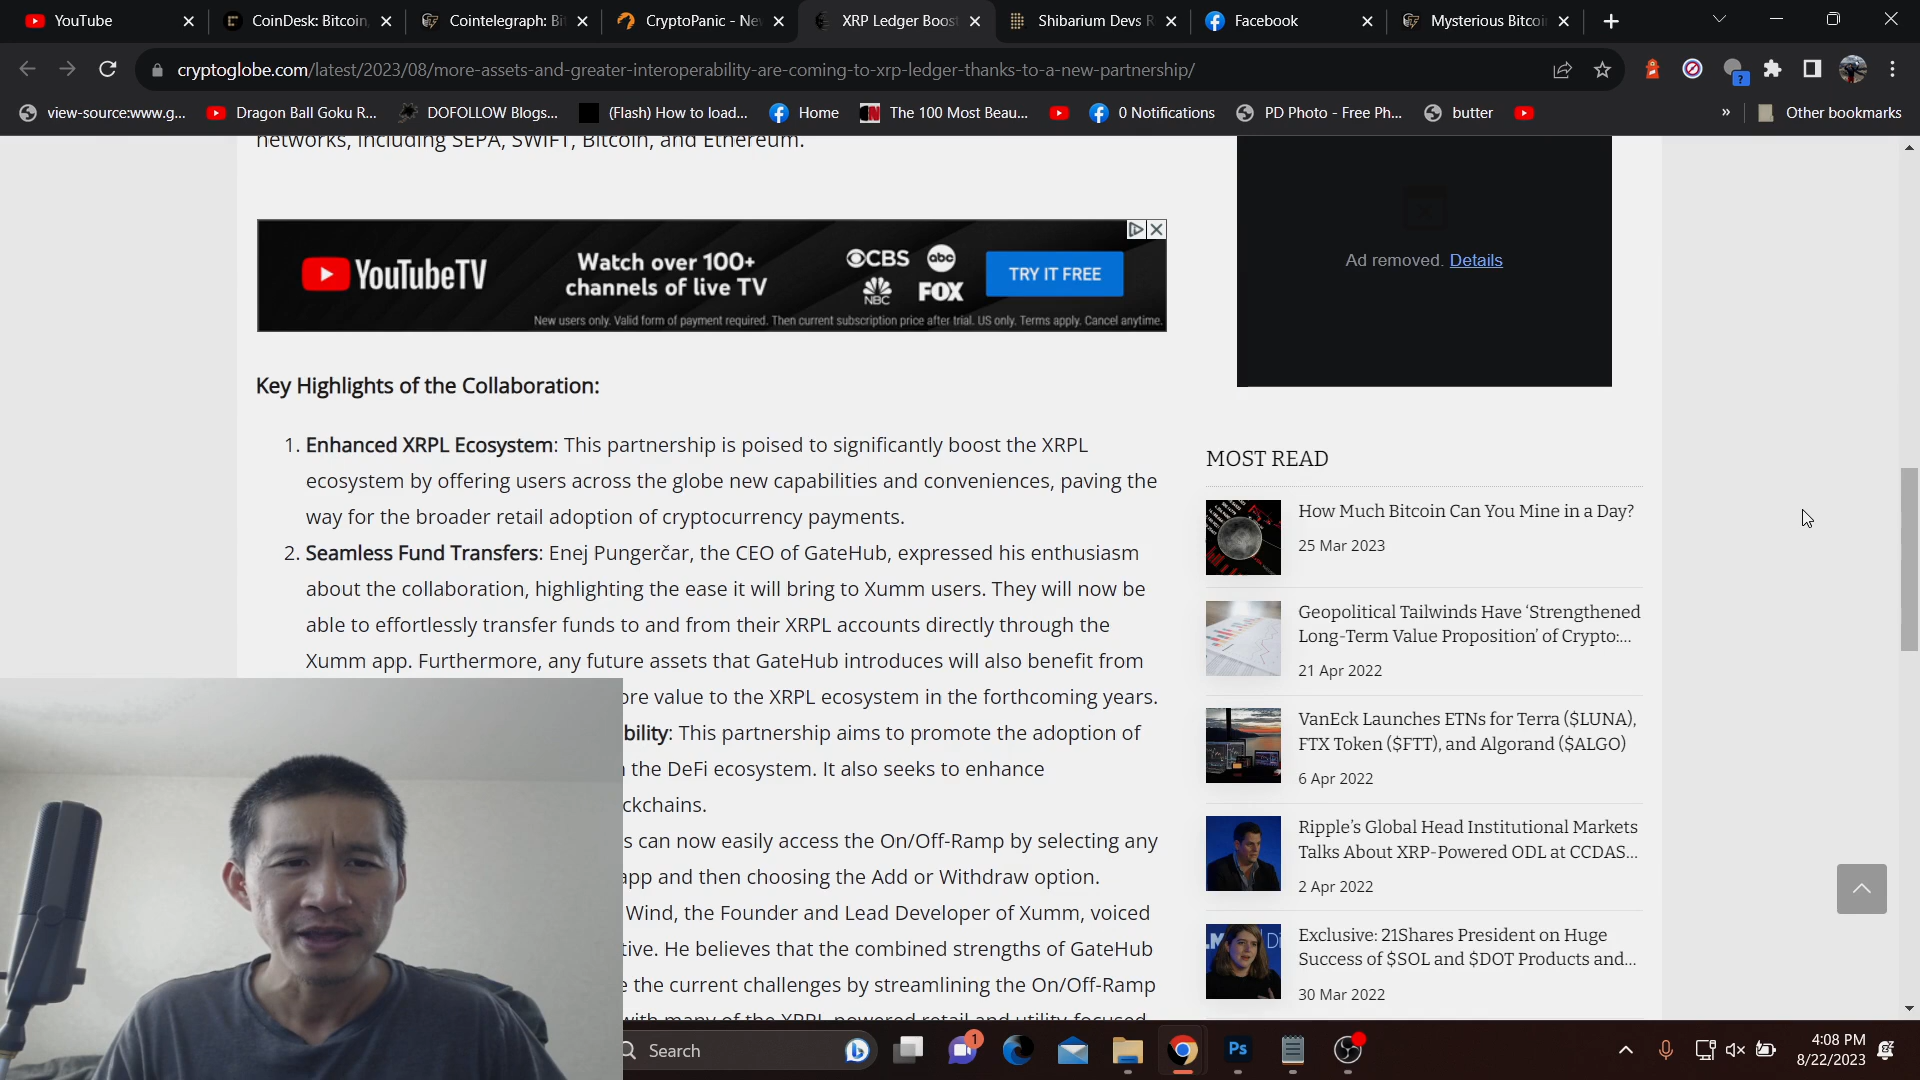 YouTube
CoinDesk: Bitcoin,
Cointelegraph: Bit
CryptoPanic - Nev
XRP Ledger Boost
Shibarium Devs R
Facebook
Mysterious Bitcoi
cryptoglobe.com/latest/2023/08/more-assets-and-greater-interoperability-are-coming-to-xrp-ledger-thanks-to-a-new-partnership/
view-source:www.g...
Dragon Ball Goku R...
DOFOLLOW Blogs...
(Flash) How to load...
Home
The 100 Most Beau...
0 Notifications
PD Photo - Free Ph...
butter
»
Other bookmarks
networks, including SEPA, SWIFT, Bitcoin, and Ethereum.
YouTubeTV
Watch over 100+
channels of live TV
CBS abc
NBC FOX
TRY IT FREE
New users only. Valid form of payment required. Then current subscription price after trial. US only. Terms apply. Cancel anytime.
Ad removed. Details
Key Highlights of the Collaboration:
1. Enhanced XRPL Ecosystem: This partnership is poised to significantly boost the XRPL
ecosystem by offering users across the globe new capabilities and conveniences, paving the
way for the broader retail adoption of cryptocurrency payments.
2. Seamless Fund Transfers: Enej Pungerčar, the CEO of GateHub, expressed his enthusiasm
about the collaboration, highlighting the ease it will bring to Xumm users. They will now be
able to effortlessly transfer funds to and from their XRPL accounts directly through the
Xumm app. Furthermore, any future assets that GateHub introduces will also benefit from
ore value to the XRPL ecosystem in the forthcoming years.
bility: This partnership aims to promote the adoption of
the DeFi ecosystem. It also seeks to enhance
ckchains.
s can now easily access the On/Off-Ramp by selecting any
app and then choosing the Add or Withdraw option.
Wind, the Founder and Lead Developer of Xumm, voiced
tive. He believes that the combined strengths of GateHub
e the current challenges by streamlining the On/Off-Ramp
with many of the XRPL-powered retail and utility-focused
MOST READ
How Much Bitcoin Can You Mine in a Day?
25 Mar 2023
Geopolitical Tailwinds Have ‘Strengthened
Long-Term Value Proposition’ of Crypto:...
21 Apr 2022
VanEck Launches ETNs for Terra ($LUNA),
FTX Token ($FTT), and Algorand ($ALGO)
6 Apr 2022
Ripple’s Global Head Institutional Markets
Talks About XRP-Powered ODL at CCDAS...
2 Apr 2022
Exclusive: 21Shares President on Huge
Success of $SOL and $DOT Products and...
30 Mar 2022
Search
1
Ps
4:08 PM
8/22/2023